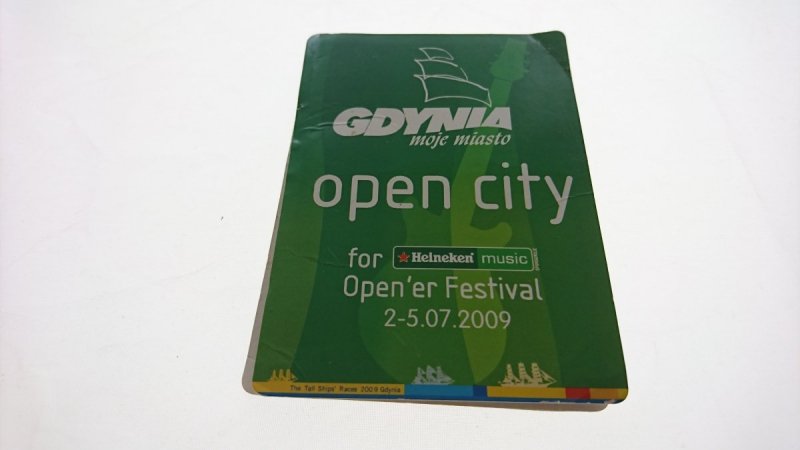 GDYNIA
moje miasto
open city
for Heineken music
Open'er Festival
2-5.07.2009
The Tall Ships' Races 2009 Gdynia